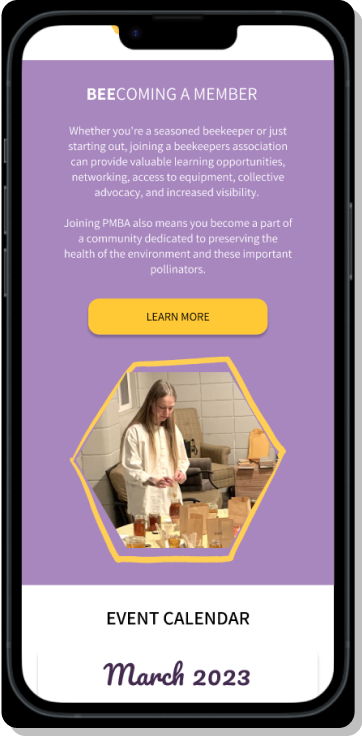 BEECOMING A MEMBER
Whether you're a seasoned beekeeper or just
starting out, joining a beekeepers association
can provide valuable learning opportunities,
networking, access to equipment, collective
advocacy, and increased visibility.
Joining PMBA also means you become a part of
a community dedicated to preserving the
health of the environment and these important
pollinators.
LEARN MORE
EVENT CALENDAR
March 2023